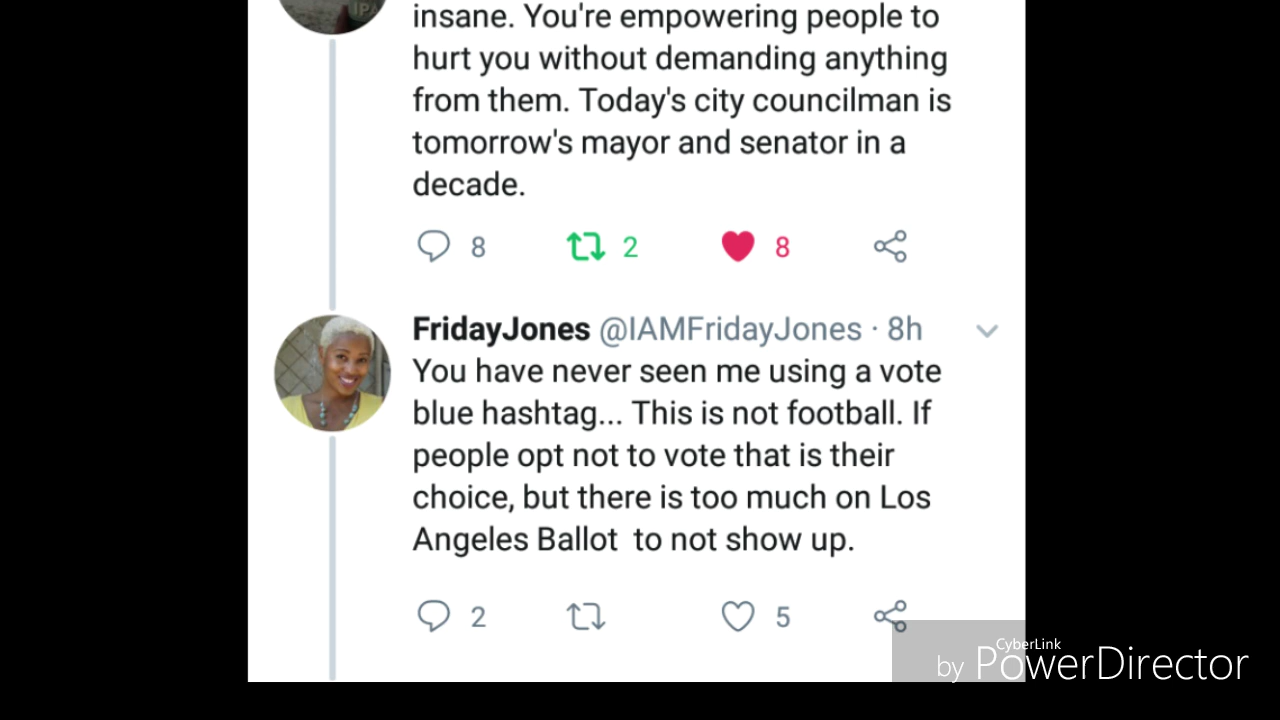 insane. You're empowering people to
hurt you without demanding anything
from them. Today's city councilman is
tomorrow's mayor and senator in a
decade.
8 2 8
FridayJones @IAMFridayJones · 8h
You have never seen me using a vote
blue hashtag... This is not football. If
people opt not to vote that is their
choice, but there is too much on Los
Angeles Ballot  to not show up.
2 5
CyberLink
by PowerDirector